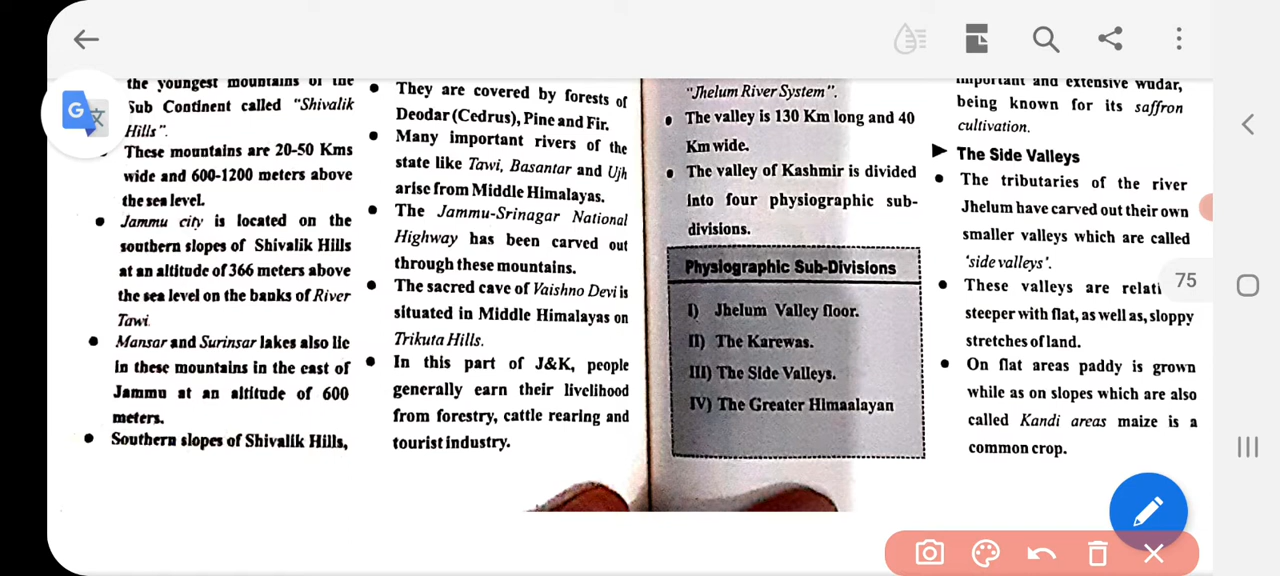 the youngest mountains of the
Sub Continent called "Shivalik
Hills".
These mountains are 20-50 Kms
wide and 600-1200 meters above
the sea level.
Jammu city is located on the
southern slopes of Shivalik Hills
at an altitude of 366 meters above
the sea level on the banks of River
Tawi.
Mansar and Surinsar lakes also lie
in these mountains in the east of
Jammu at an altitude of 600
meters.
Southern slopes of Shivalik Hills,
They are covered by forests of
Deodar (Cedrus), Pine and Fir.
Many important rivers of the
state like Tawi, Basantar and Ujh
arise from Middle Himalayas.
The Jammu-Srinagar National
Highway has been carved out
through these mountains.
The sacred cave of Vaishno Devi is
situated in Middle Himalayas on
Trikuta Hills.
In this part of J&K, people
generally earn their livelihood
from forestry, cattle rearing and
tourist industry.
"Jhelum River System".
The valley is 130 Km long and 40
Km wide.
The valley of Kashmir is divided
into four physiographic sub-
divisions.
Physiographic Sub-Divisions
I) Jhelum Valley floor.
II) The Karewas.
III) The Side Valleys.
IV) The Greater Himaalayan
important and extensive wudar,
being known for its saffron
cultivation.
The Side Valleys
The tributaries of the river
Jhelum have carved out their own
smaller valleys which are called
'side valleys'.
These valleys are
steeper with flat, as well as, sloppy
stretches of land.
On flat areas paddy is grown
while as on slopes which are also
called Kandi areas maize is a
common crop.
75
G 文